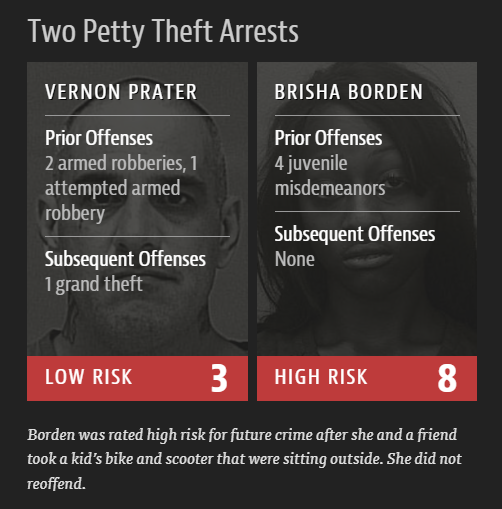 Two Petty Theft Arrests
VERNON PRATER
Prior Offenses
2 armed robberies, 1
attempted armed
robbery
Subsequent Offenses
1 grand theft
LOW RISK 3
BRISHA BORDEN
Prior Offenses
4 juvenile
misdemeanors
Subsequent Offenses
None
HIGH RISK 8
Borden was rated high risk for future crime after she and a friend
took a kid’s bike and scooter that were sitting outside. She did not
reoffend.